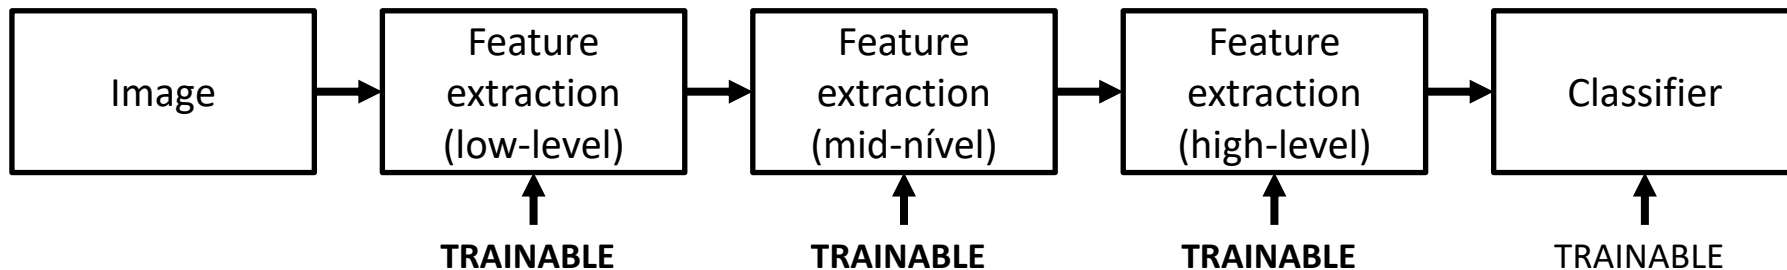 Image
Feature
extraction
(low-level)
Feature
extraction
(mid-nível)
Feature
extraction
(high-level)
Classifier
TRAINABLE
TRAINABLE
TRAINABLE
TRAINABLE